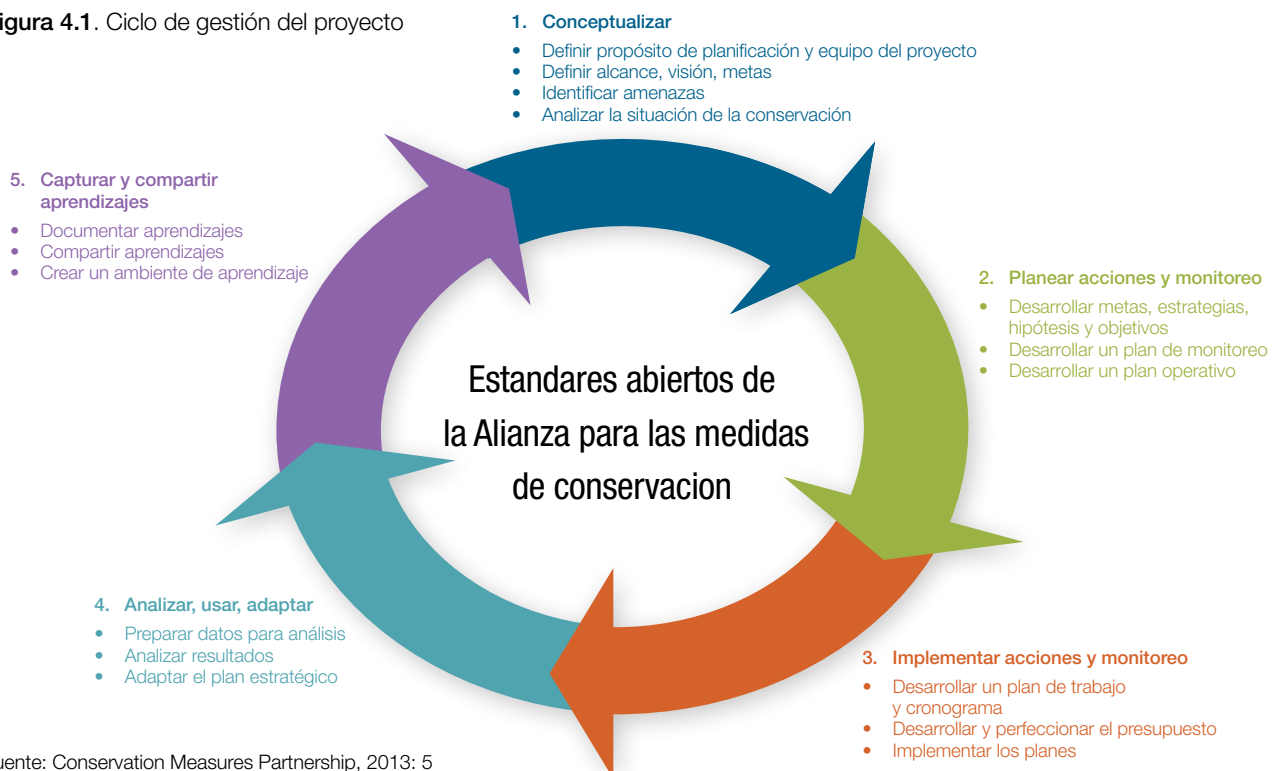 igura 4.1. Ciclo de gestión del proyecto
1. Conceptualizar
• Definir propósito de planificación y equipo del proyecto
• Definir alcance, visión, metas
• Identificar amenazas
• Analizar la situación de la conservación
5. Capturar y compartir
aprendizajes
• Documentar aprendizajes
• Compartir aprendizajes
• Crear un ambiente de aprendizaje
2. Planear acciones y monitoreo
• Desarrollar metas, estrategias,
hipótesis y objetivos
• Desarrollar un plan de monitoreo
• Desarrollar un plan operativo
Estandares abiertos de
la Alianza para las medidas
de conservacion
4. Analizar, usar, adaptar
• Preparar datos para análisis
• Analizar resultados
• Adaptar el plan estratégico
3. Implementar acciones y monitoreo
• Desarrollar un plan de trabajo
y cronograma
• Desarrollar y perfeccionar el presupuesto
• Implementar los planes
uente: Conservation Measures Partnership, 2013: 5